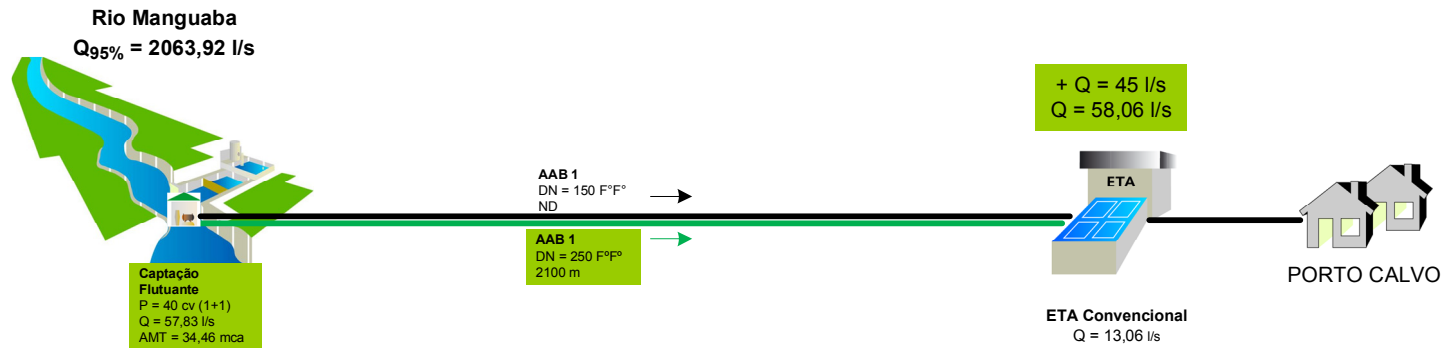 Rio Manguaba
Q95% = 2063,92 l/s
+ Q = 45 l/s
Q = 58,06 l/s
ETA
AAB 1
DN = 150 F°F°
ND
AAB 1
DN = 250 FºFº
2100 m
Captação
Flutuante
P = 40 cv (1+1)
Q = 57,83 l/s
AMT = 34,46 mca
PORTO CALVO
ETA Convencional
Q = 13,06 l/s